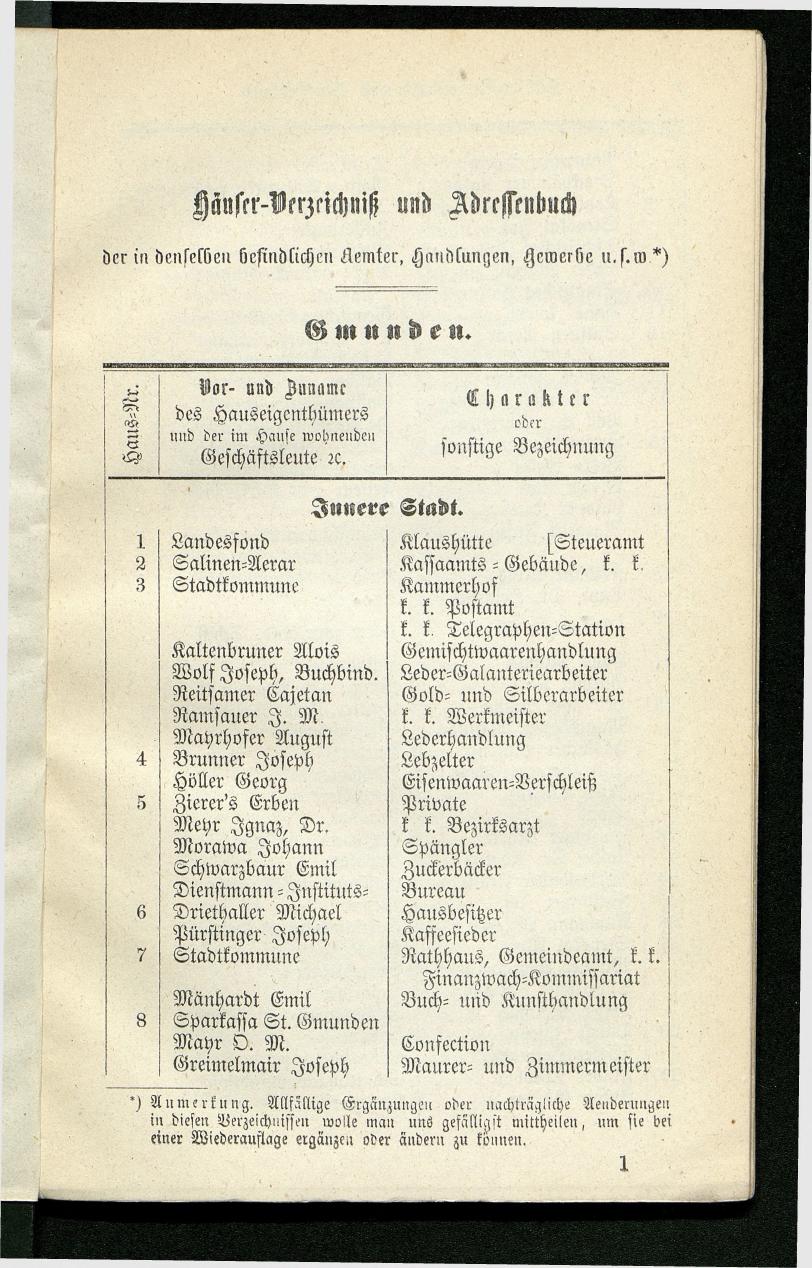 Häuser-Verzeichniß und Adressenbuch
der in denselben befindlichen Aemter, Handlungen, Gewerbe u.s.w.*)
Gmunden.
Haus-Nr.
Vor- und Zuname
des Hauseigenthümers
und der im Hause wohnenden
Geschäftsleute ꝛc.
Charakter
oder
sonstige Bezeichnung
Innere Stadt.
1 Landesfond Klaushütte [Steueramt
2 Salinen-Aerar Kassaamts-Gebäude, k. k.
3 Stadtkommune Kammerhof
k. k. Postamt
k. k. Telegraphen-Station
Kaltenbruner Alois Gemischtwaarenhandlung
Wolf Joseph, Buchbind. Leder-Galanteriearbeiter
Reitsamer Cajetan Gold- und Silberarbeiter
Ramsauer J. M. k. k. Werkmeister
Mayrhofer August Lederhandlung
4 Brunner Joseph Lebzelter
Höller Georg Eisenwaaren-Verschleiß
5 Zierer's Erben Private
Meyr Ignaz, Dr. k k. Bezirksarzt
Morawa Johann Spängler
Schwarzbaur Emil Zuckerbäcker
Dienstmann-Instituts- Bureau
6 Driethaller Michael Hausbesitzer
Pürstinger Joseph Kaffeesieder
7 Stadtkommune Rathhaus, Gemeindeamt, k. k.
Finanzwach-Kommissariat
Mänhardt Emil Buch- und Kunsthandlung
8 Sparkassa St. Gmunden
Mayr O. M. Confection
Greimelmair Joseph Maurer- und Zimmermeister
*) Anmerkung. Allfällige Ergänzungen oder nachträgliche Aenderungen
in diesen Verzeichnissen wolle man uns gefälligst mittheilen, um sie bei
einer Wiederauflage ergänzen oder ändern zu können.
1